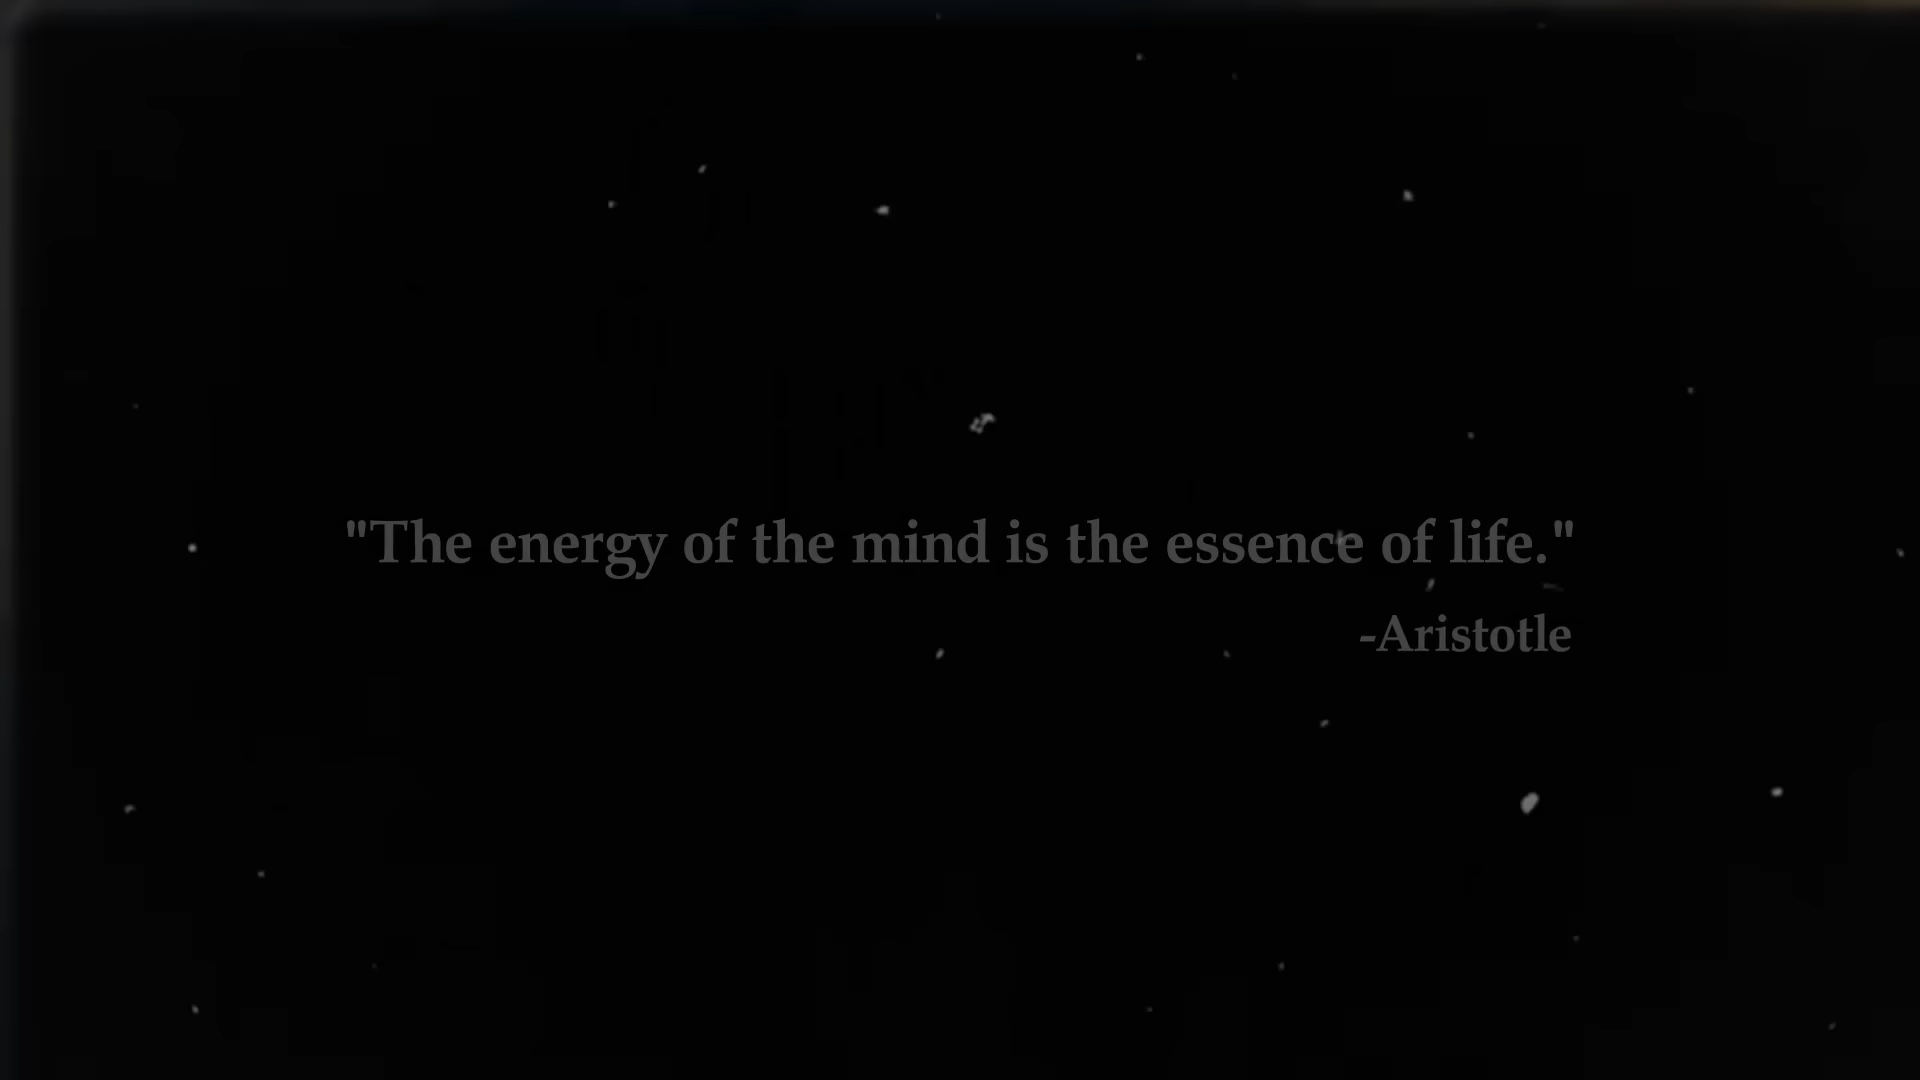 "The energy of the mind is the essence of life."
-Aristotle